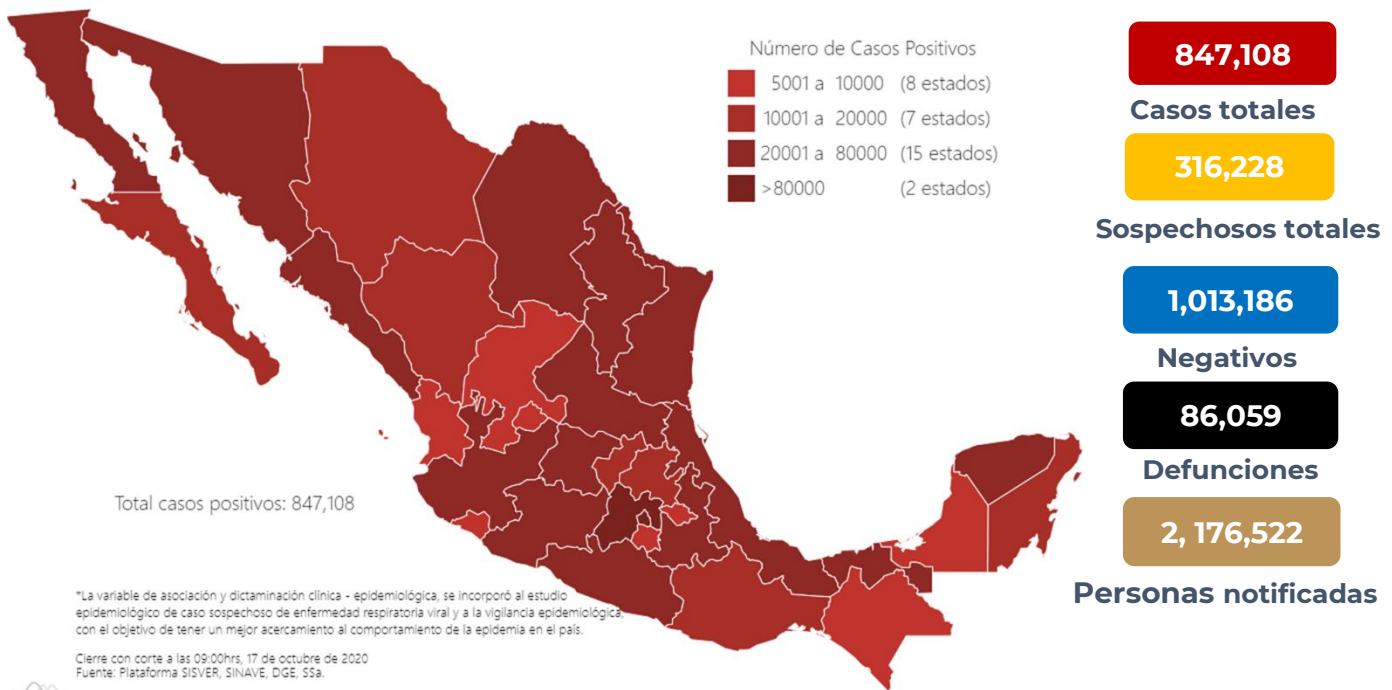 Número de Casos Positivos
5001 a 10000 (8 estados)
10001 a 20000 (7 estados)
20001 a 80000 (15 estados)
>80000 (2 estados)
847,108
Casos totales
316,228
Sospechosos totales
1,013,186
Negativos
86,059
Defunciones
2, 176,522
Personas notificadas
Total casos positivos: 847,108
*La variable de asociación y dictaminación clínica - epidemiológica, se incorporó al estudio
epidemiológico de caso sospechoso de enfermedad respiratoria viral y a la vigilancia epidemiológica,
con el objetivo de tener un mejor acercamiento al comportamiento de la epidemia en el país.
Cierre con corte a las 09:00hrs, 17 de octubre de 2020
Fuente: Plataforma SISVER, SINAVE, DGE, SSa.